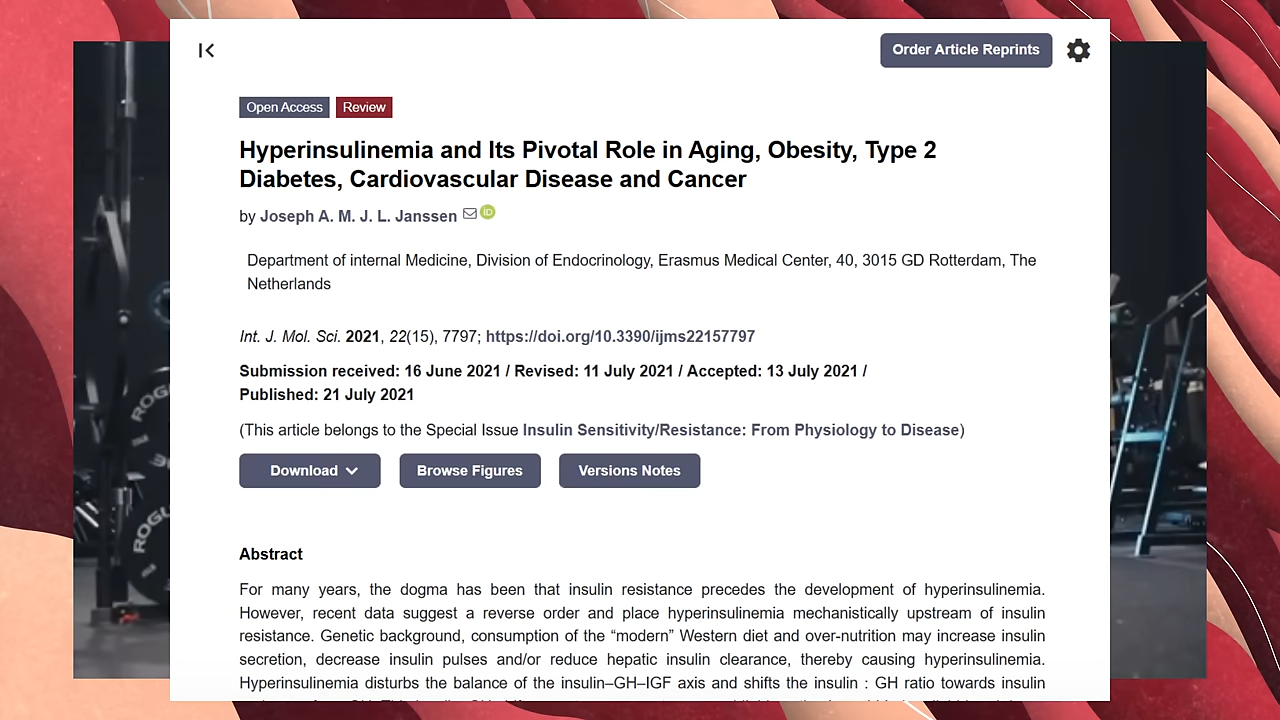 Order Article Reprints
Open Access Review
Hyperinsulinemia and Its Pivotal Role in Aging, Obesity, Type 2
Diabetes, Cardiovascular Disease and Cancer
by Joseph A. M. J. L. Janssen
iD
Department of internal Medicine, Division of Endocrinology, Erasmus Medical Center, 40, 3015 GD Rotterdam, The
Netherlands
Int. J. Mol. Sci. 2021, 22(15), 7797; https://doi.org/10.3390/ijms22157797
Submission received: 16 June 2021 / Revised: 11 July 2021 / Accepted: 13 July 2021 /
Published: 21 July 2021
(This article belongs to the Special Issue Insulin Sensitivity/Resistance: From Physiology to Disease)
Download Browse Figures Versions Notes
Abstract
For many years, the dogma has been that insulin resistance precedes the development of hyperinsulinemia.
However, recent data suggest a reverse order and place hyperinsulinemia mechanistically upstream of insulin
resistance. Genetic background, consumption of the “modern” Western diet and over-nutrition may increase insulin
secretion, decrease insulin pulses and/or reduce hepatic insulin clearance, thereby causing hyperinsulinemia.
Hyperinsulinemia disturbs the balance of the insulin–GH–IGF axis and shifts the insulin : GH ratio towards insulin
ROGUE